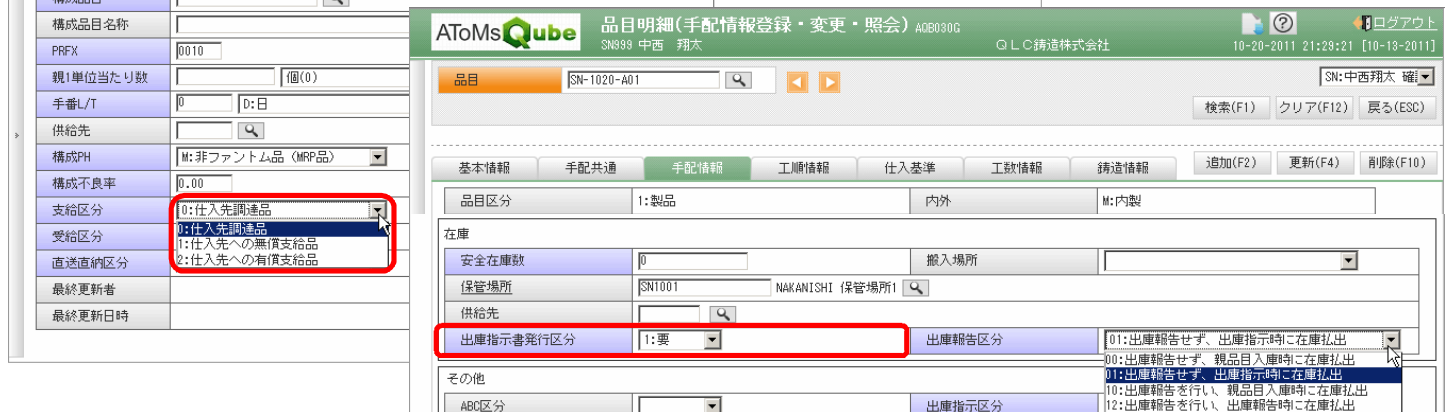 構成品目名称
PRFX
0010
親1単位当たり数
個(0)
手番L/T
0
D:日
供給先
構成PH
M:非ファントム品 (MRP品)
構成不良率
0.00
支給区分
0:仕入先調達品
0:仕入先調達品
1:仕入先への無償支給品
2:仕入先への有償支給品
受給区分
直送直納区分
最終更新者
最終更新日時
AToMsQube
品目明細(手配情報登録・変更・照会) AOB030G
SN999 中西 翔太
QLC鋳造株式会社
ログアウト
10-20-2011 21:29:21 [10-13-2011]
品目
SN-1020-A01
SN:中西翔太 確
検索(F1)
クリア(F12)
戻る(ESC)
基本情報
手配共通
手配情報
工順情報
仕入基準
工数情報
鋳造情報
追加(F2)
更新(F4)
削除(F10)
品目区分
1:製品
内外
M:内製
在庫
安全在庫数
0
搬入場所
保管場所
SN1001
NAKANISHI 保管場所1
供給先
出庫指示書発行区分
1:要
出庫報告区分
01:出庫報告せず、出庫指示時に在庫払出
00:出庫報告せず、親品目入庫時に在庫払出
01:出庫報告せず、出庫指示時に在庫払出
10:出庫報告を行い、親品目入庫時に在庫払出
12:出庫報告を行い、出庫報告時に在庫払出
その他
ABC区分
出庫指示区分